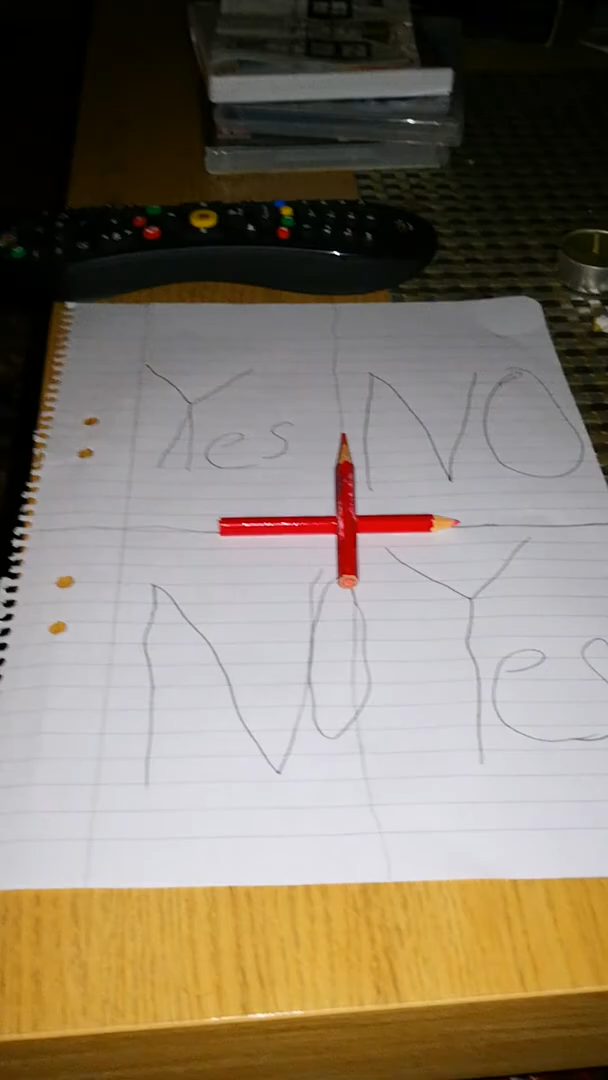 Yes NO
NO Yes